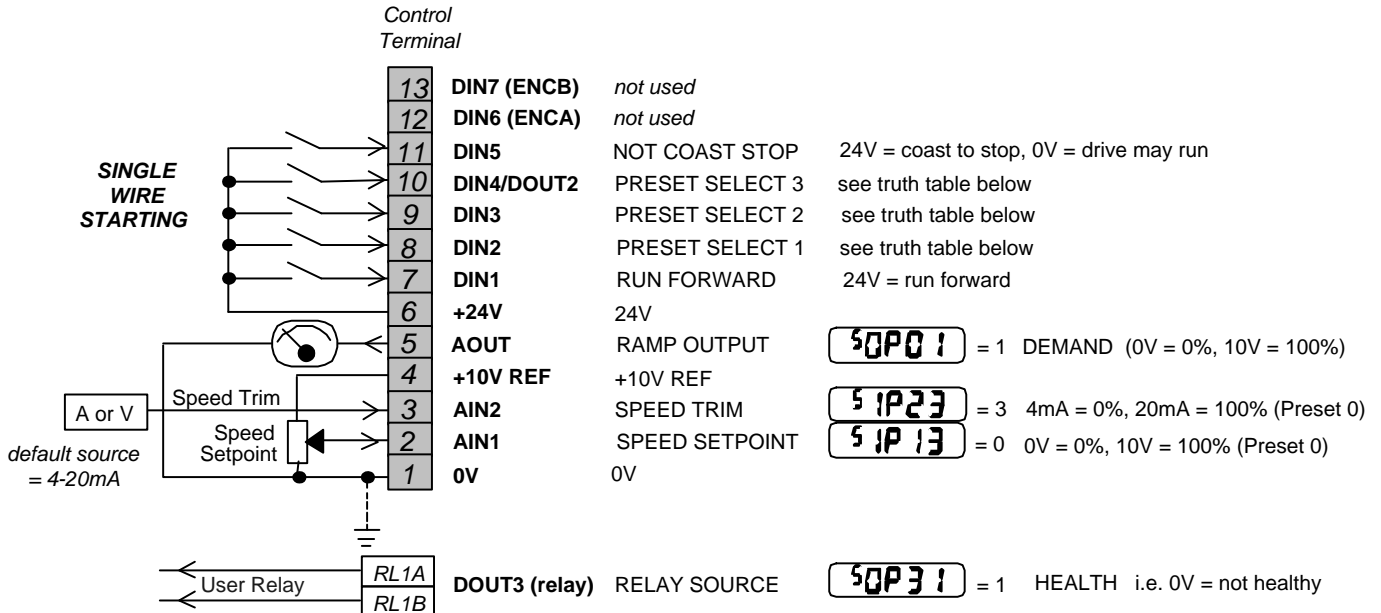 Control
Terminal
13 DIN7 (ENCB) not used
12 DIN6 (ENCA) not used
11 DIN5 NOT COAST STOP 24V = coast to stop, 0V = drive may run
10 DIN4/DOUT2 PRESET SELECT 3 see truth table below
9 DIN3 PRESET SELECT 2 see truth table below
8 DIN2 PRESET SELECT 1 see truth table below
7 DIN1 RUN FORWARD 24V = run forward
6 +24V 24V
SINGLE
WIRE
STARTING
5 AOUT RAMP OUTPUT SOP01 = 1 DEMAND (0V = 0%, 10V = 100%)
4 +10V REF +10V REF
A or V Speed Trim 3 AIN2 SPEED TRIM SIP23 = 3 4mA = 0%, 20mA = 100% (Preset 0)
Speed
Setpoint 2 AIN1 SPEED SETPOINT SIP13 = 0 0V = 0%, 10V = 100% (Preset 0)
default source
= 4-20mA
1 0V 0V
User Relay RL1A DOUT3 (relay) RELAY SOURCE SOP31 = 1 HEALTH i.e. 0V = not healthy
RL1B